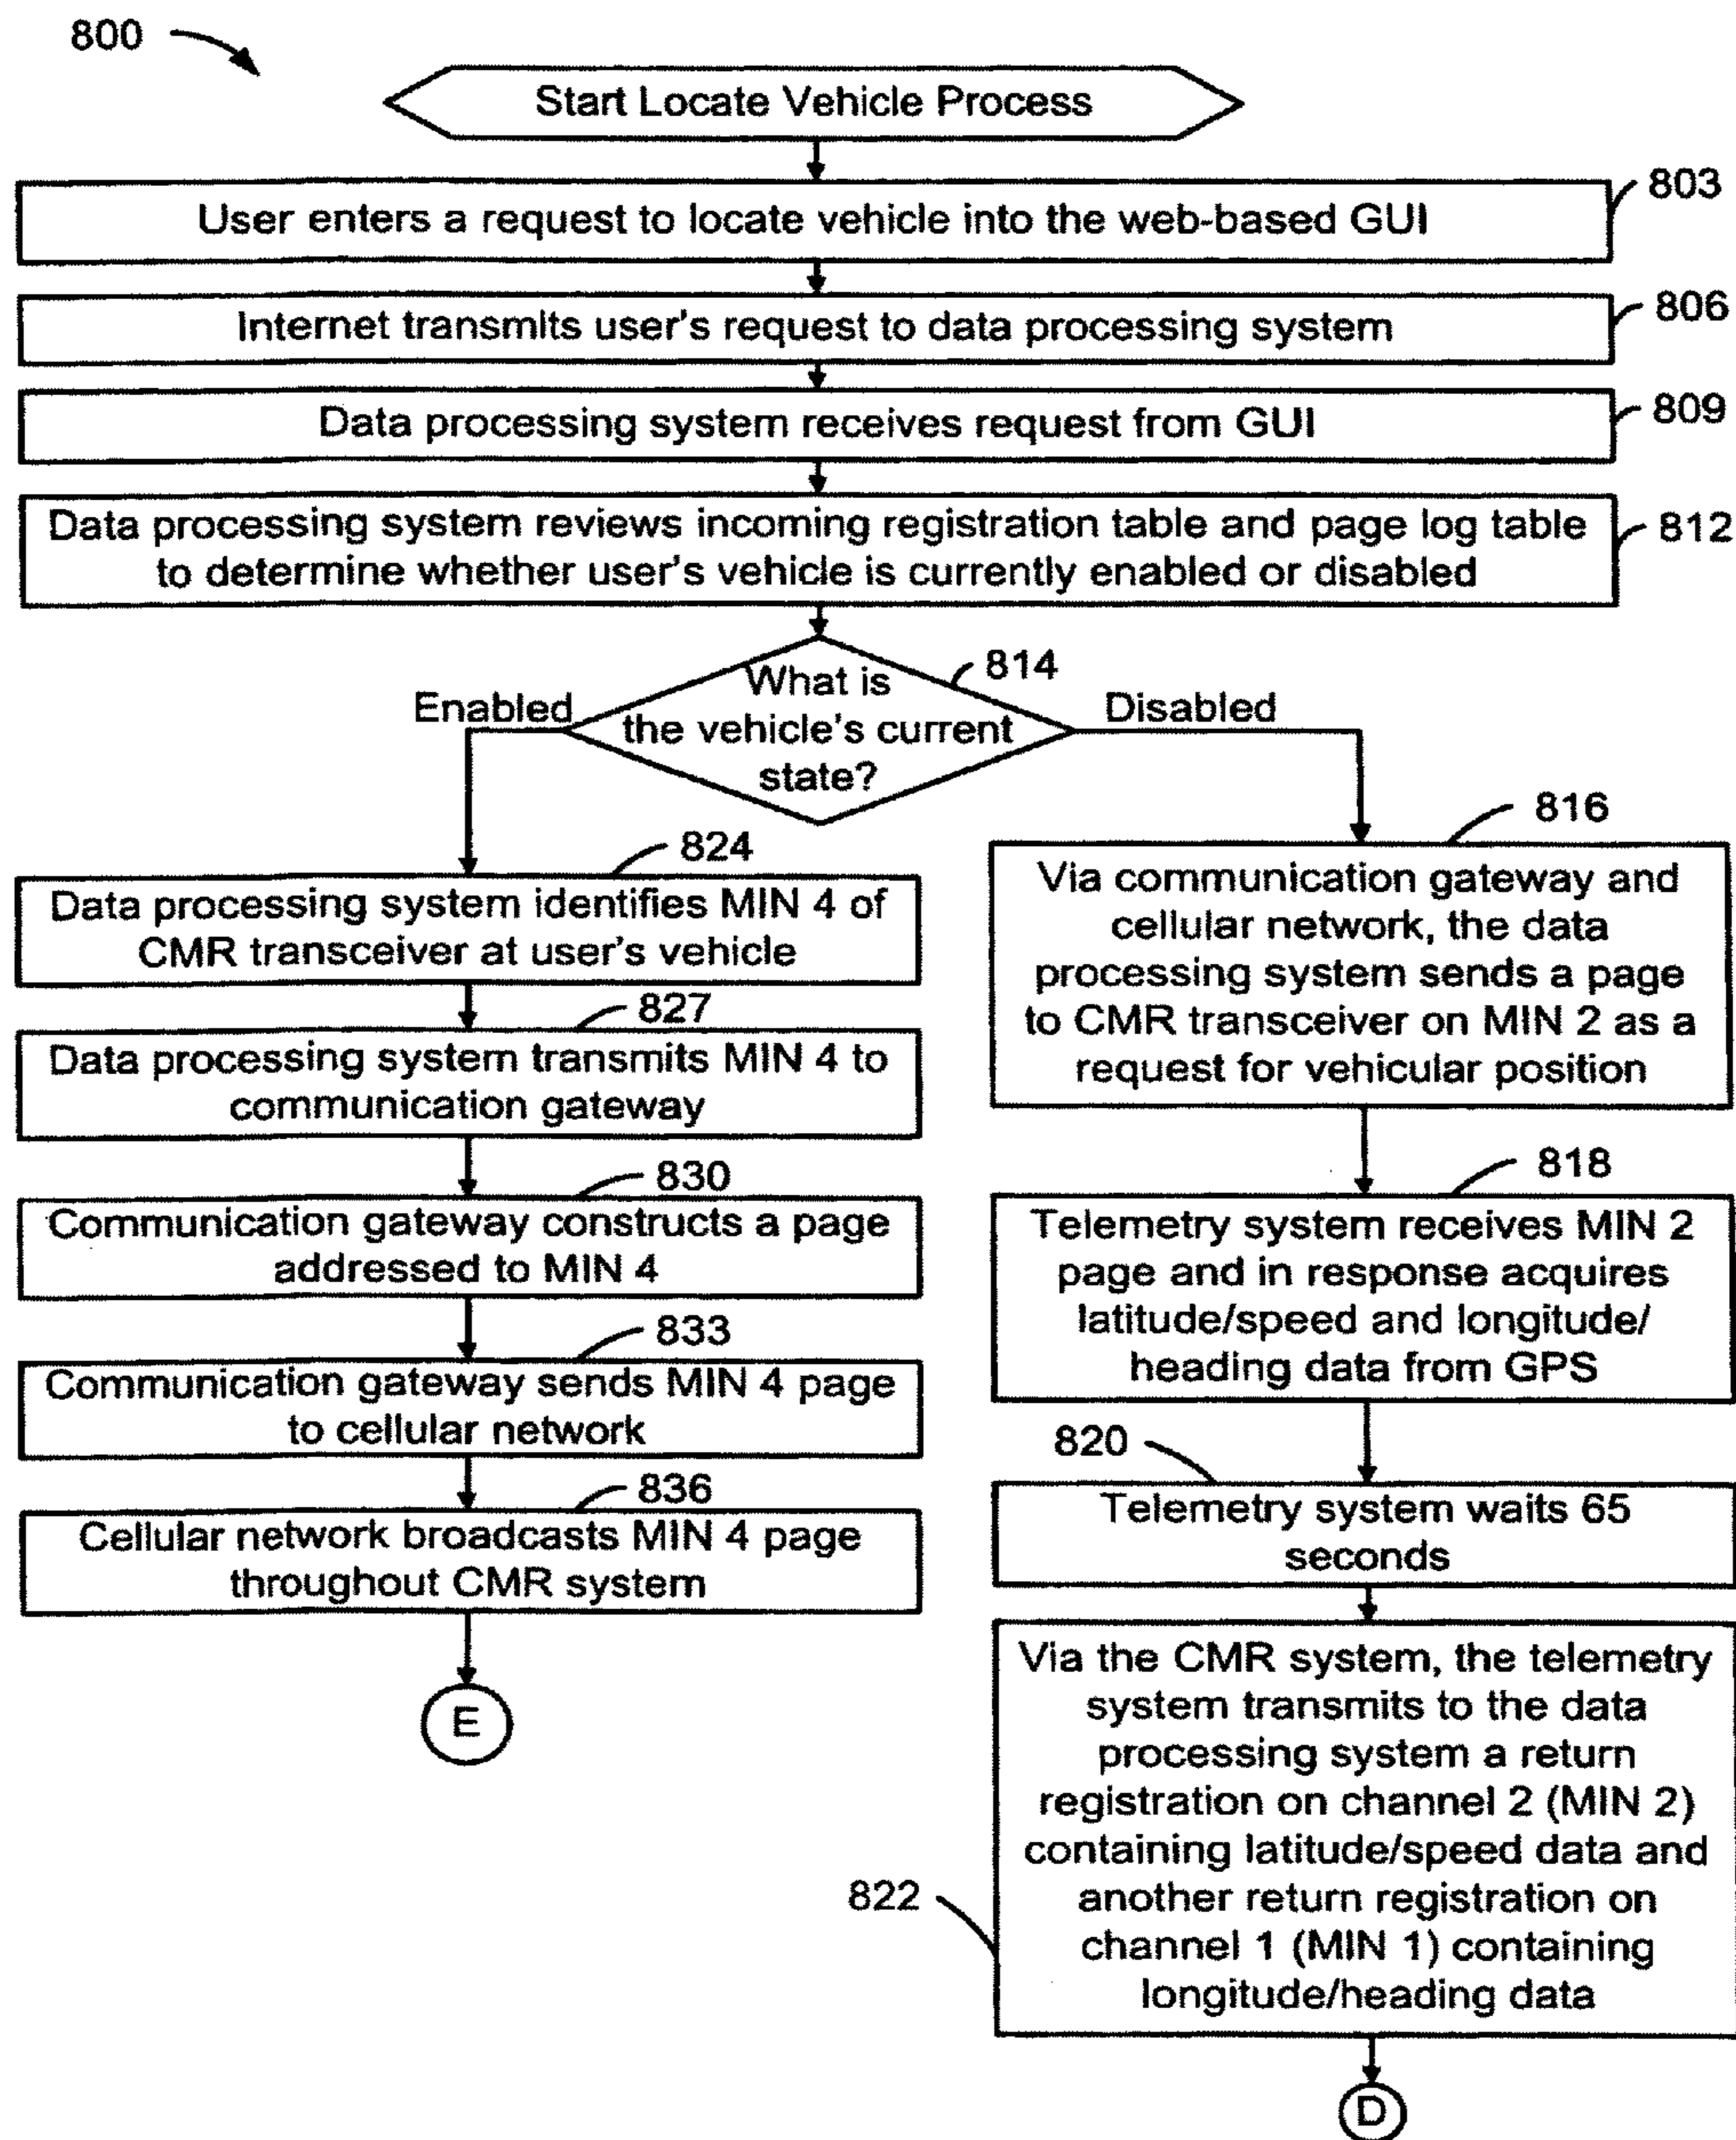 800
Start Locate Vehicle Process
803
User enters a request to locate vehicle into the web-based GUI
806
Internet transmits user's request to data processing system
809
Data processing system receives request from GUI
812
Data processing system reviews incoming registration table and page log table
to determine whether user's vehicle is currently enabled or disabled
814
What is
the vehicle's current
state?
Enabled
Disabled
824
Data processing system identifies MIN 4 of
CMR transceiver at user's vehicle
827
Data processing system transmits MIN 4 to
communication gateway
830
Communication gateway constructs a page
addressed to MIN 4
833
Communication gateway sends MIN 4 page
to cellular network
836
Cellular network broadcasts MIN 4 page
throughout CMR system
E
816
Via communication gateway and
cellular network, the data
processing system sends a page
to CMR transceiver on MIN 2 as a
request for vehicular position
818
Telemetry system receives MIN 2
page and in response acquires
latitude/speed and longitude/
heading data from GPS
820
Telemetry system waits 65
seconds
822
Via the CMR system, the telemetry
system transmits to the data
processing system a return
registration on channel 2 (MIN 2)
containing latitude/speed data and
another return registration on
channel 1 (MIN 1) containing
longitude/heading data
D